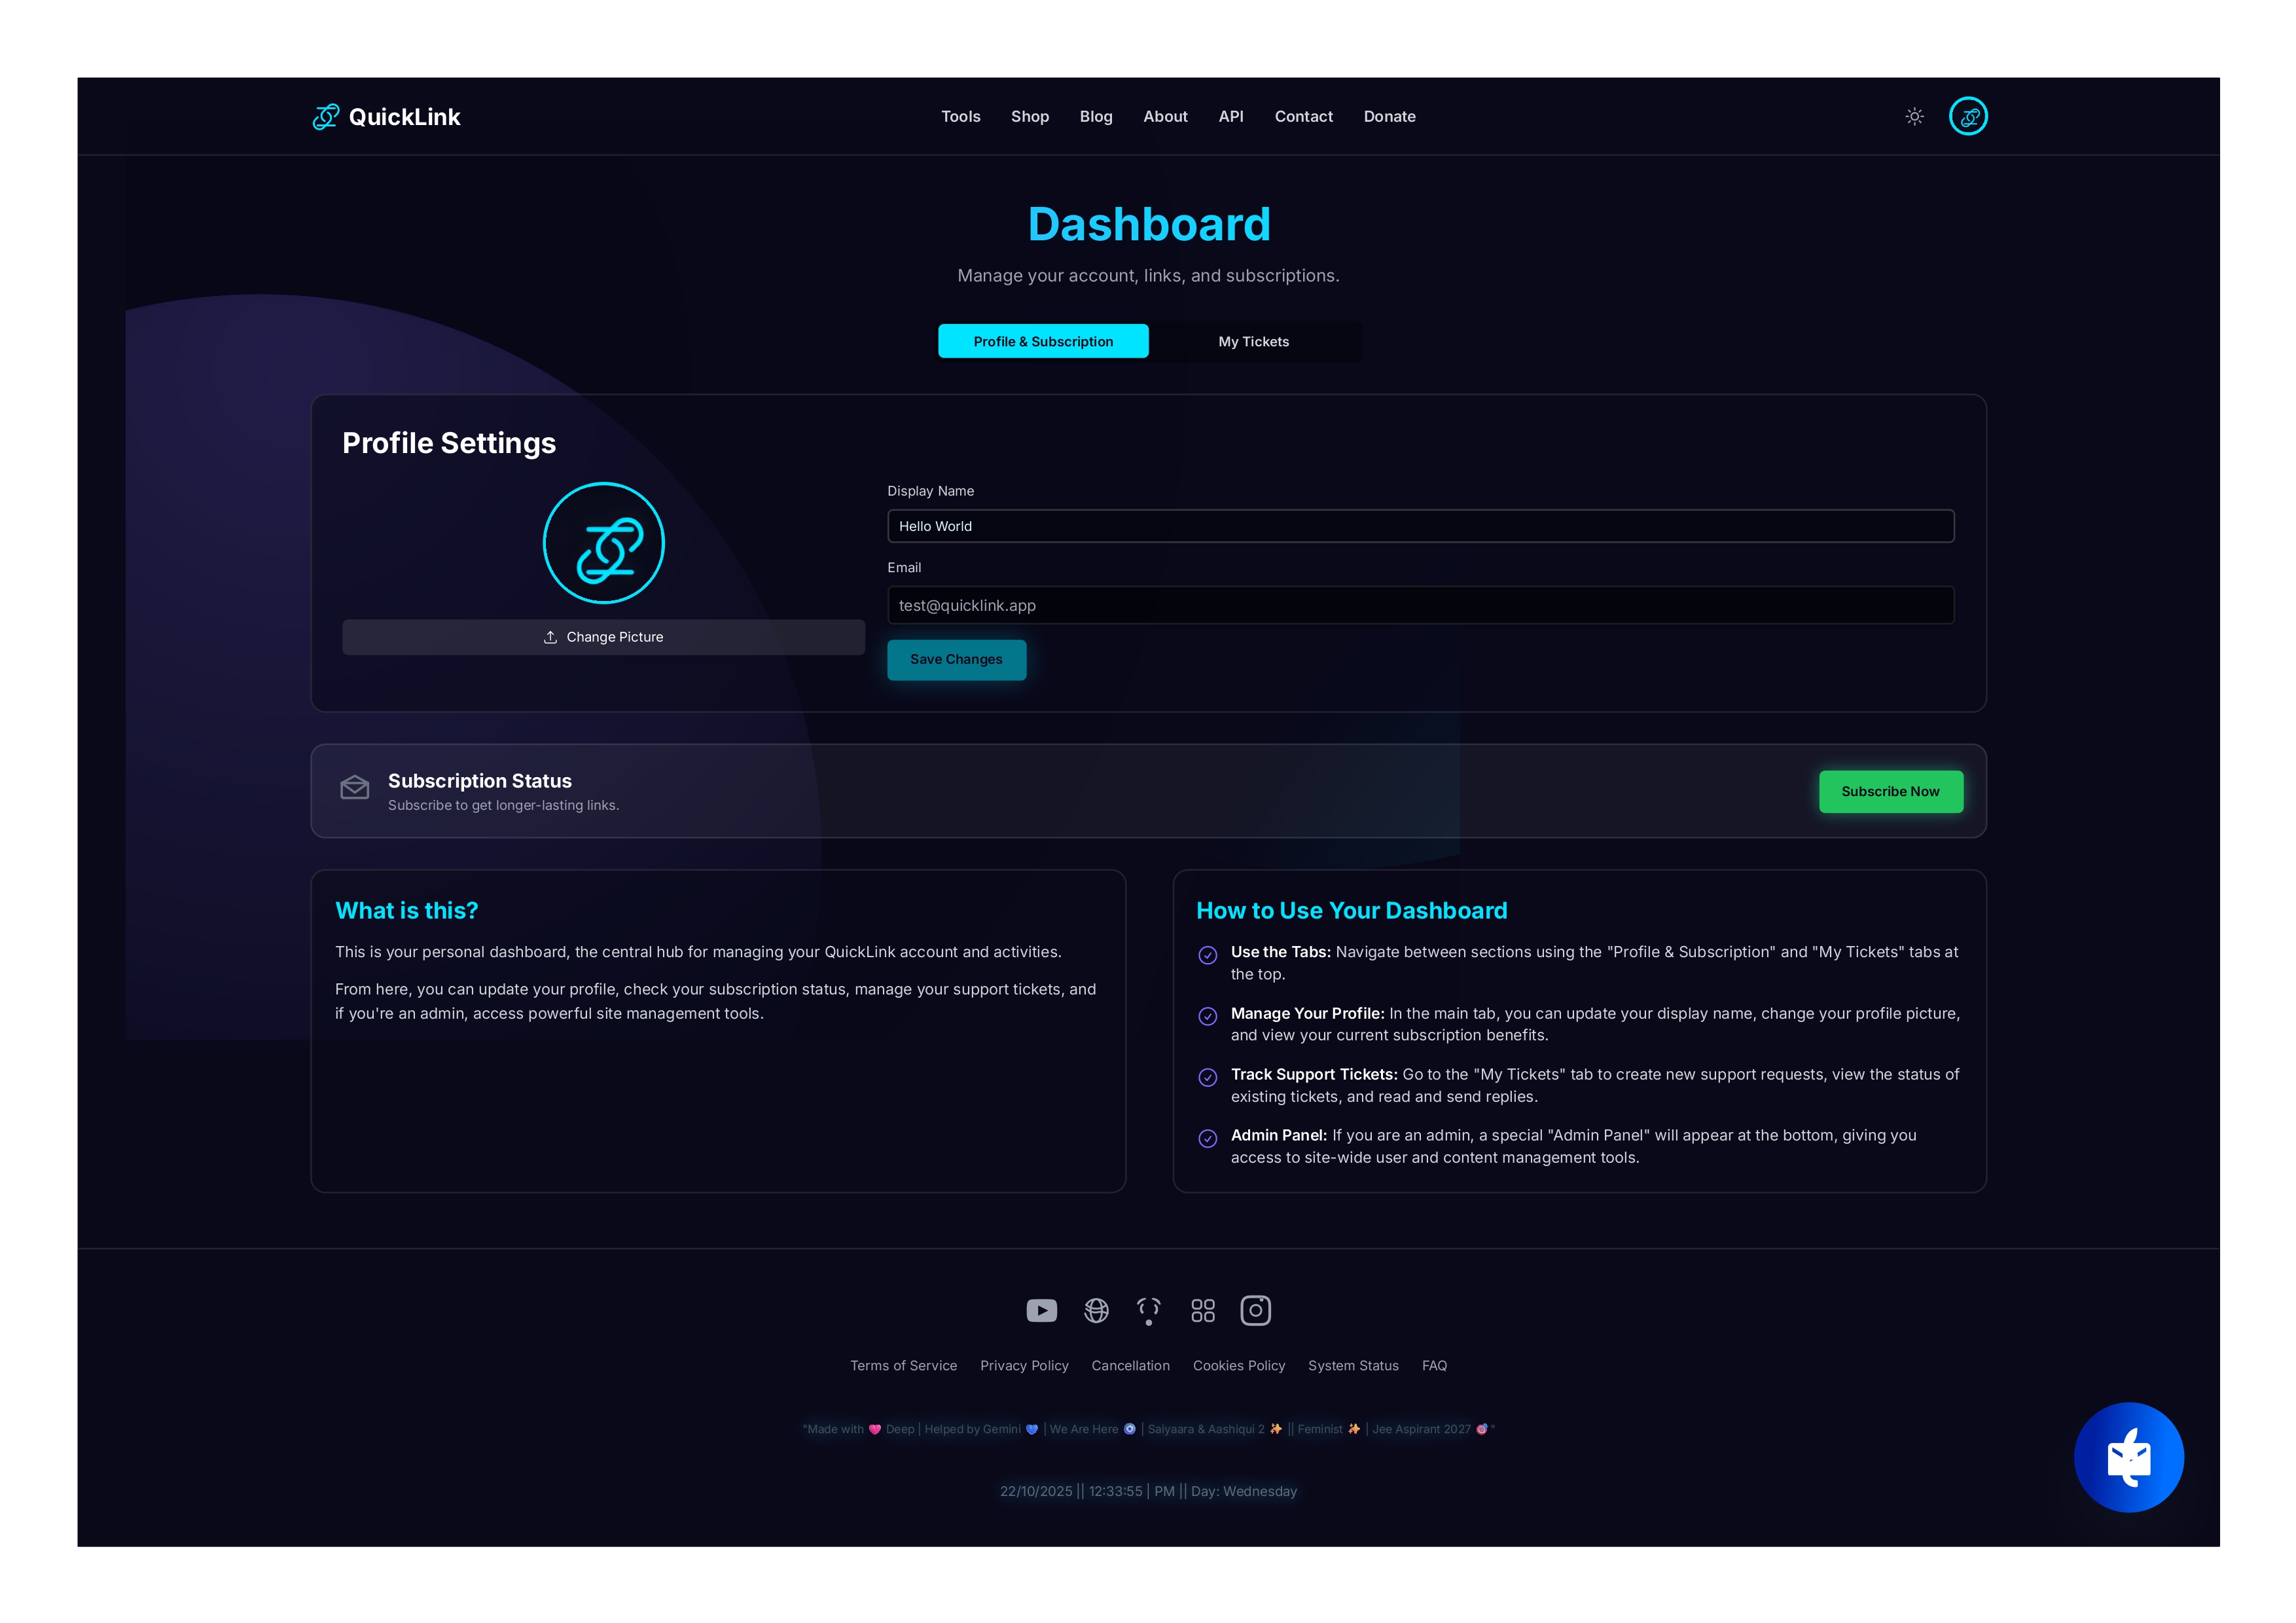 QuickLink
Tools Shop Blog About API Contact Donate
Dashboard
Manage your account, links, and subscriptions.
Profile & Subscription My Tickets
Profile Settings
Display Name
Hello World
Email
test@quicklink.app
Change Picture
Save Changes
Subscription Status
Subscribe to get longer-lasting links.
Subscribe Now
What is this?
This is your personal dashboard, the central hub for managing your QuickLink account and activities.
From here, you can update your profile, check your subscription status, manage your support tickets, and
if you're an admin, access powerful site management tools.
How to Use Your Dashboard
Use the Tabs: Navigate between sections using the "Profile & Subscription" and "My Tickets" tabs at
the top.
Manage Your Profile: In the main tab, you can update your display name, change your profile picture,
and view your current subscription benefits.
Track Support Tickets: Go to the "My Tickets" tab to create new support requests, view the status of
existing tickets, and read and send replies.
Admin Panel: If you are an admin, a special "Admin Panel" will appear at the bottom, giving you
access to site-wide user and content management tools.
Terms of Service Privacy Policy Cancellation Cookies Policy System Status FAQ
"Made with 💗 Deep | Helped by Gemini 💙 | We Are Here 🧿 | Saiyaara & Aashiqui 2 ✨ || Feminist ✨ | Jee Aspirant 2027 🎯"
22/10/2025 || 12:33:55 | PM || Day: Wednesday